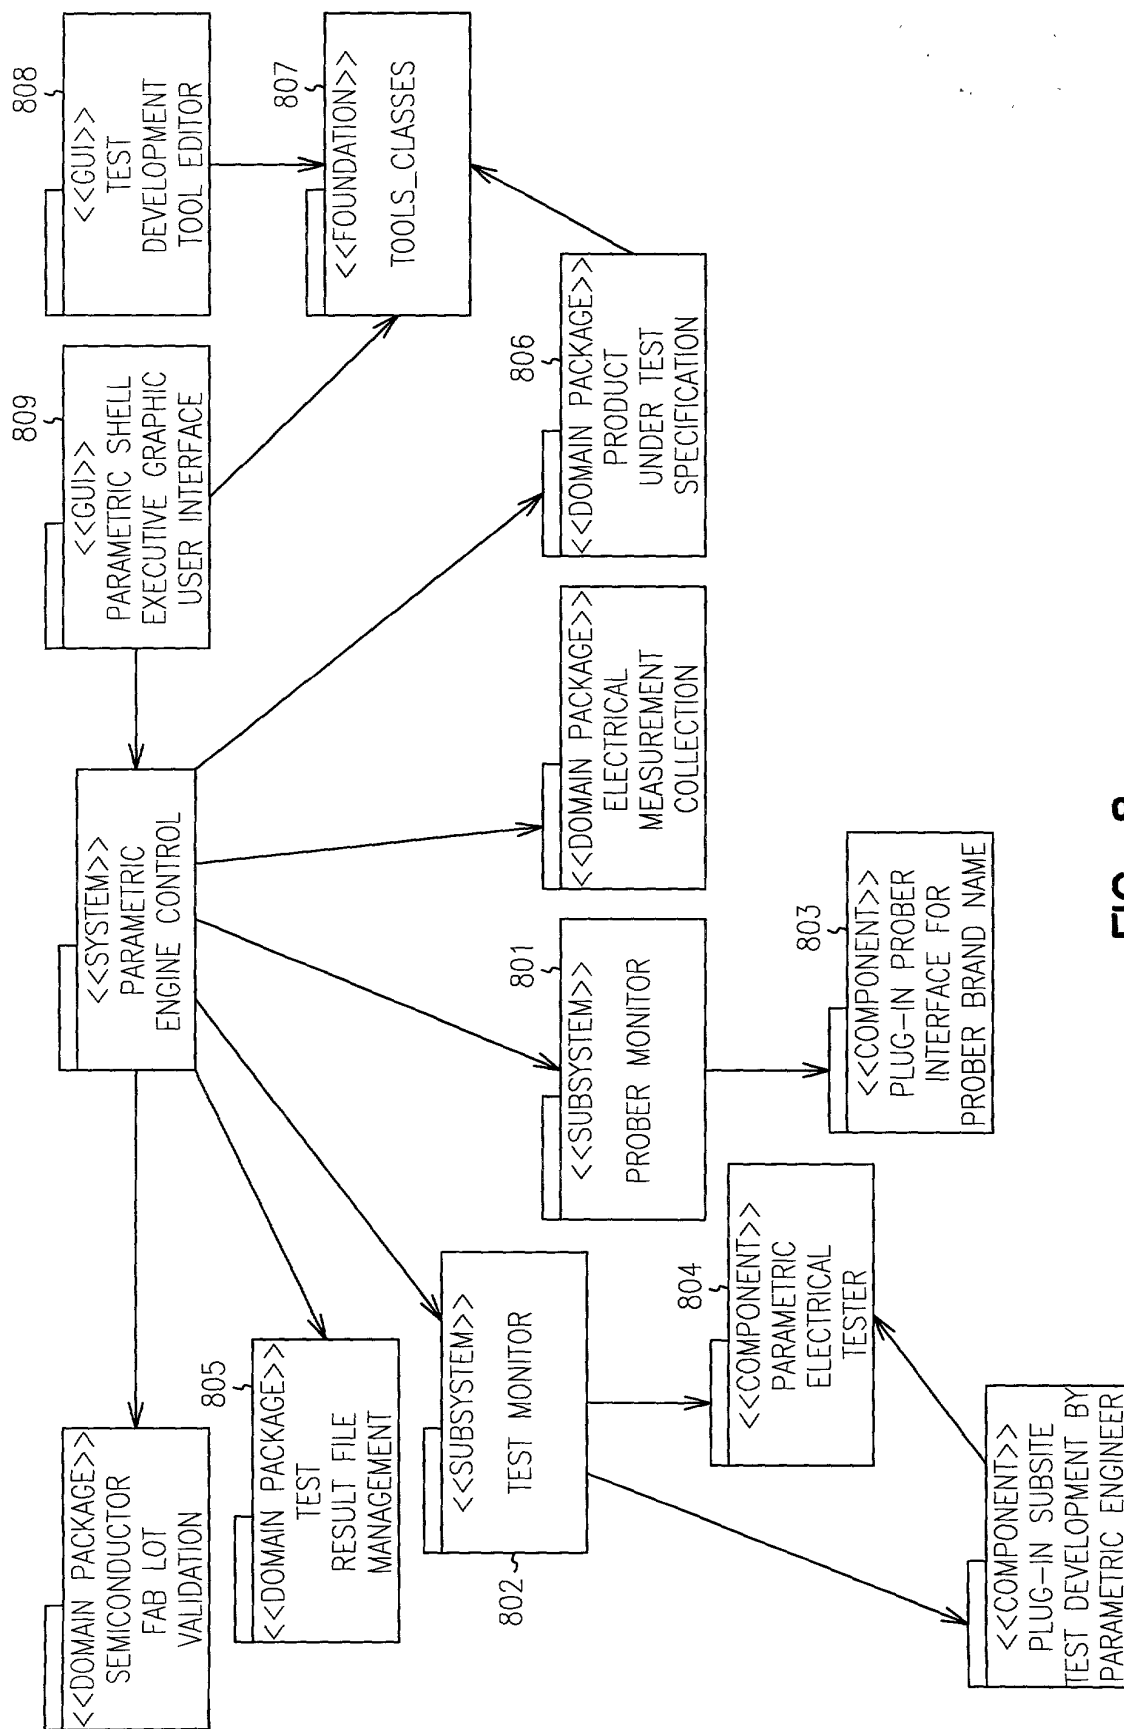 <<DOMAIN PACKAGE>>
SEMICONDUCTOR
FAB LOT
VALIDATION
<<SYSTEM>>
PARAMETRIC
ENGINE CONTROL
809
<<GUI>>
PARAMETRIC SHELL
EXECUTIVE GRAPHIC
USER INTERFACE
808
<<GUI>>
TEST
DEVELOPMENT
TOOL EDITOR
805
<<DOMAIN PACKAGE>>
TEST
RESULT FILE
MANAGEMENT
807
<<FOUNDATION>>
TOOLS_CLASSES
802
<<SUBSYSTEM>>
TEST MONITOR
801
<<SUBSYSTEM>>
PROBER MONITOR
<<DOMAIN PACKAGE>>
ELECTRICAL
MEASUREMENT
COLLECTION
806
<<DOMAIN PACKAGE>>
PRODUCT
UNDER TEST
SPECIFICATION
804
<<COMPONENT>>
PARAMETRIC
ELECTRICAL
TESTER
803
<<COMPONENT>>
PLUG-IN PROBER
INTERFACE FOR
PROBER BRAND NAME
<<COMPONENT>>
PLUG-IN SUBSITE
TEST DEVELOPMENT BY
PARAMETRIC ENGINEER